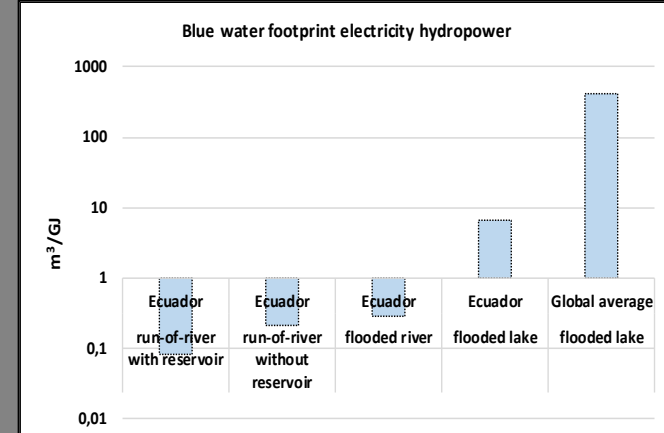 Blue water footprint electricity hydropower
1000
100
10
1
0,1
0,01
m³/GJ
Ecuador
run-of-river
with reservoir
Ecuador
run-of-river
without
reservoir
Ecuador
flooded river
Ecuador
flooded lake
Global average
flooded lake